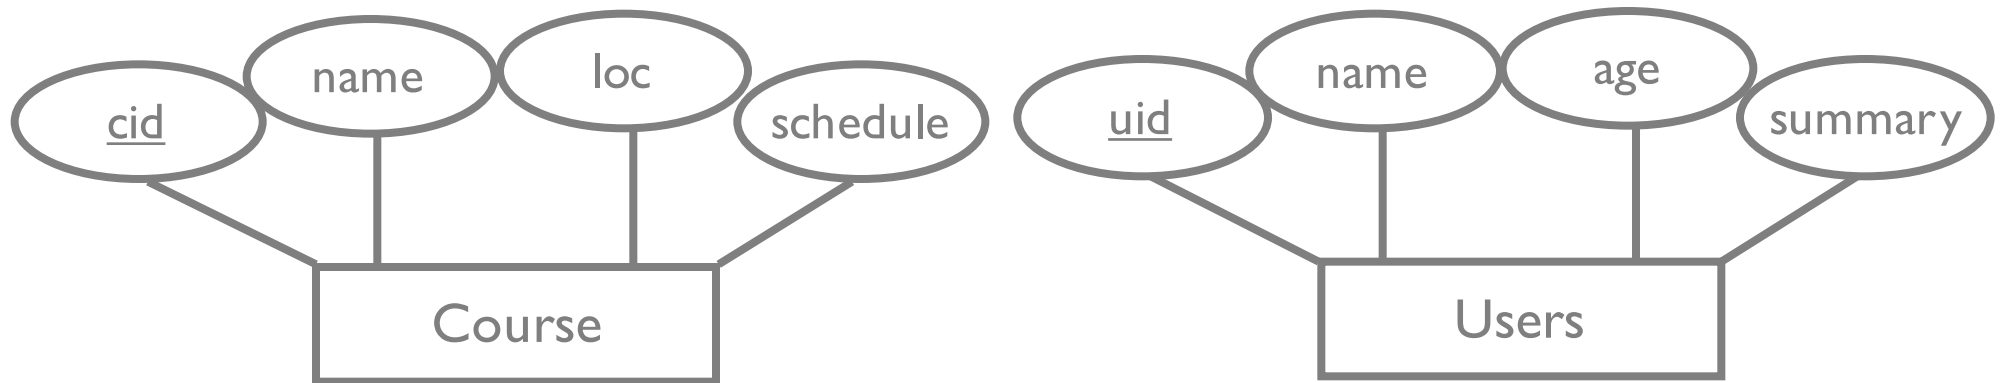 cid
name
loc
schedule
Course
uid
name
age
summary
Users